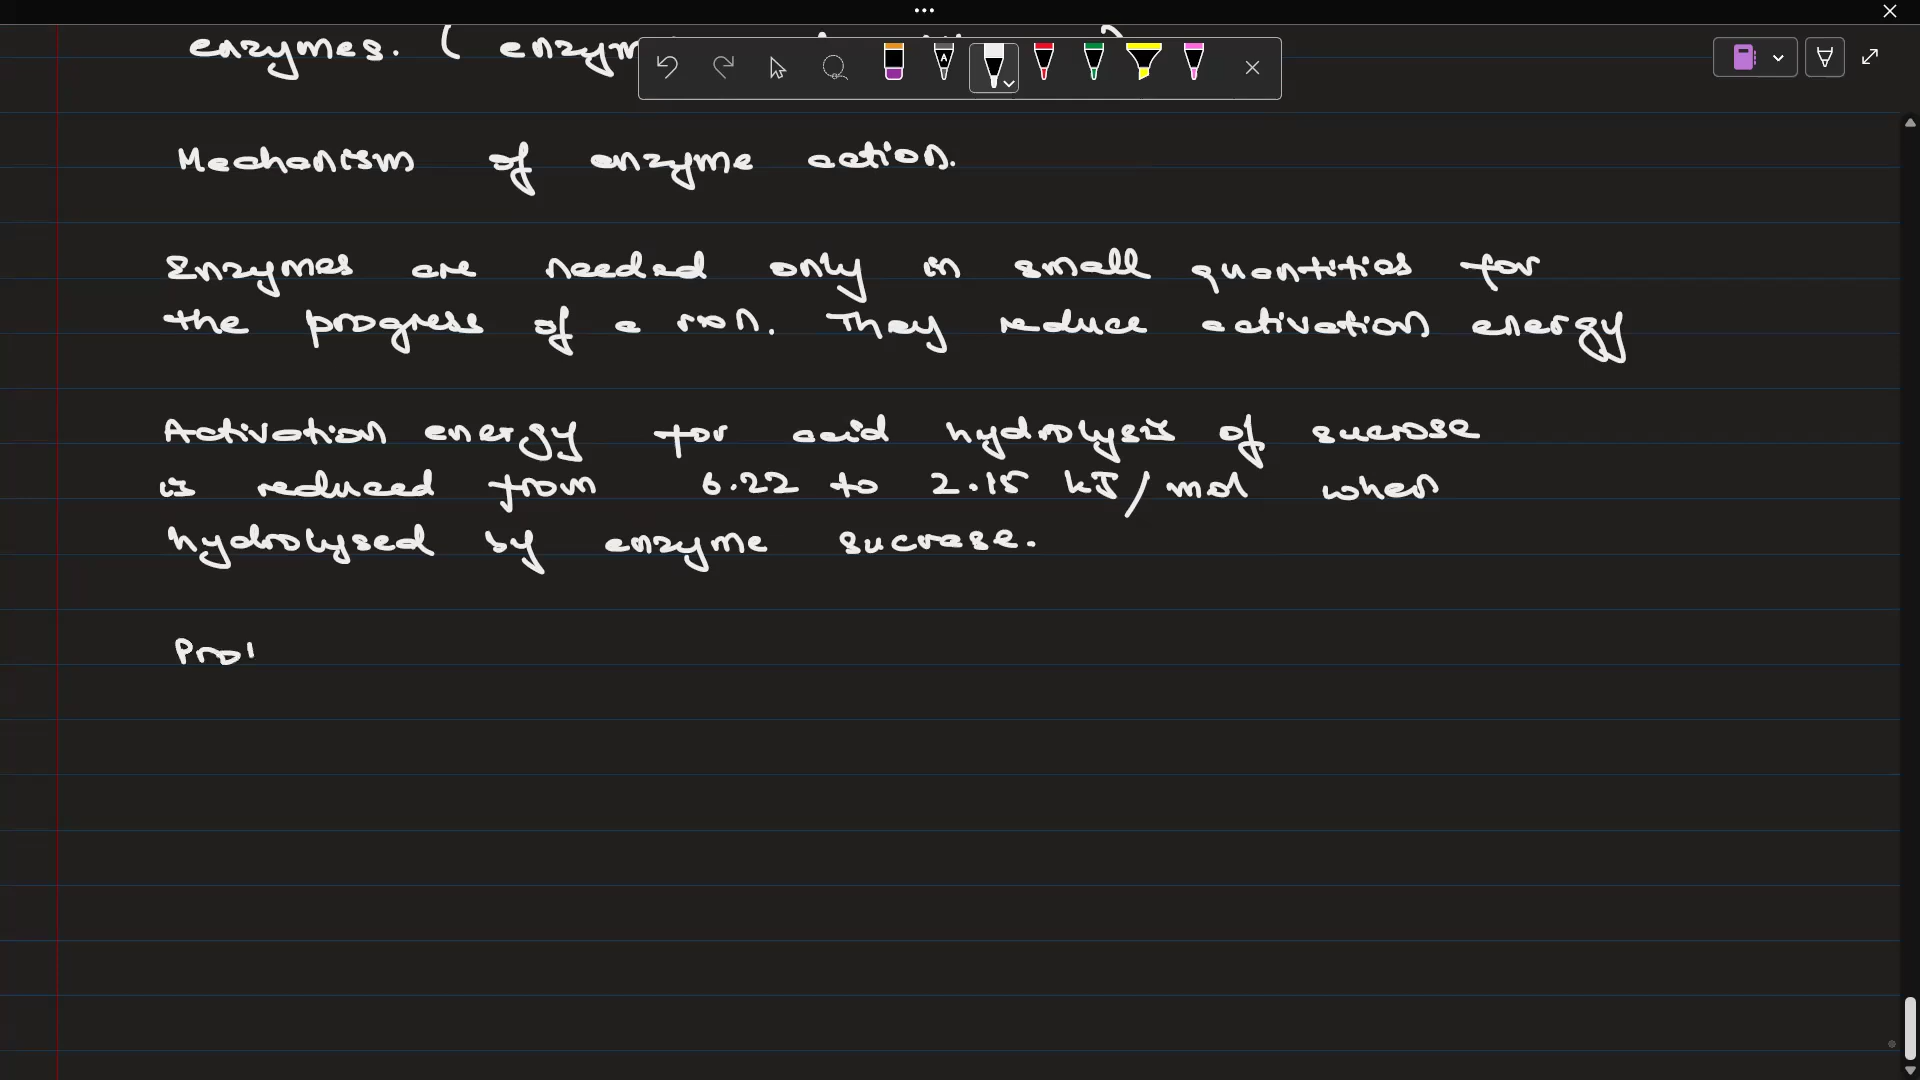 enzymes. ( enzym
Mechanism of enzyme action.
Enzymes are needed only in small quantities for
the progress of a rxn. They reduce activation energy
Activation energy for acid hydrolysis of sucrose
is reduced from 6.22 to 2.15 kJ/mol when
hydrolysed by enzyme sucrase.